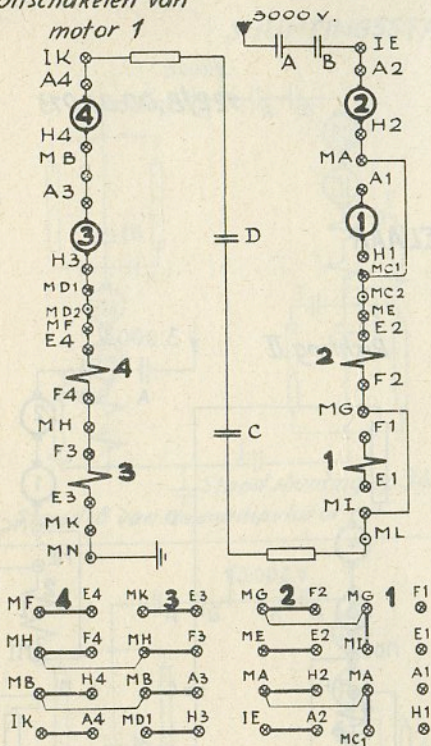 motor 1
3000 V.
IK
A4
4
H4
MB
A3
3
H3
MD1
MD2
MF
E4
4
F4
MH
F3
3
E3
MK
MN
D
C
A B IE
A2
2
H2
MA
A1
1
H1
MC1
MC2
ME
E2
2
F2
MG
F1
1
E1
MI
ML
MF 4 E4 MK 3 E3 MG 2 F2 MG 1 F1
MH F4 MH F3 ME E2 MI E1
MB H4 MB A3 MA H2 MA A1
IK A4 MD1 H3 IE A2 MC1 H1